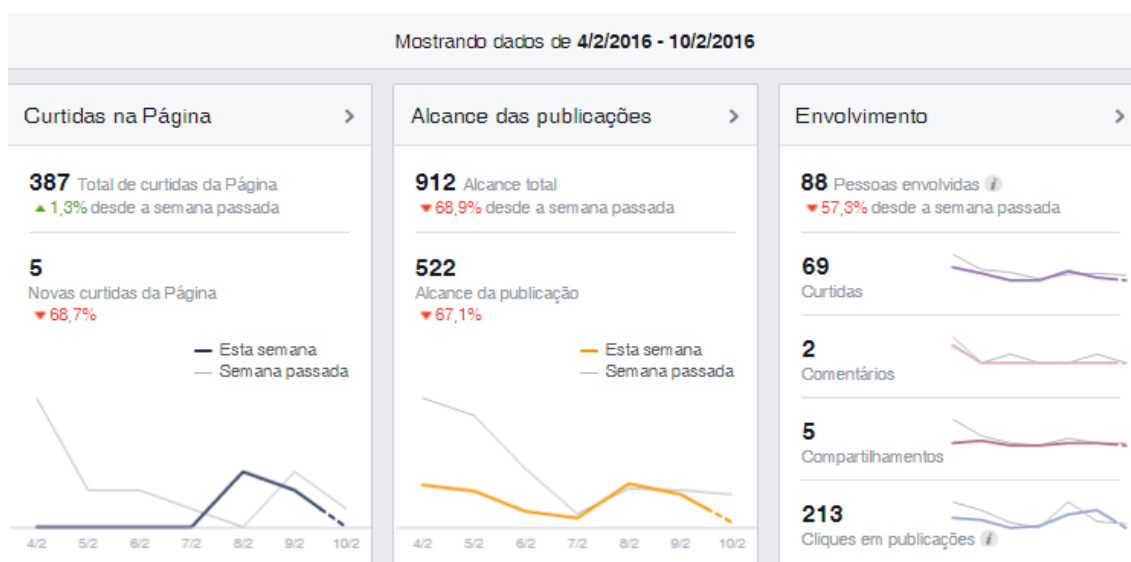 Mostrando dados de 4/2/2016 - 10/2/2016
Curtidas na Página
387 Total de curtidas da Página
1,3% desde a semana passada
5
Novas curtidas da Página
68,7%
Esta semana
Semana passada
4/2 5/2 6/2 7/2 8/2 9/2 10/2
Alcance das publicações
912 Alcance total
68,9% desde a semana passada
522
Alcance da publicação
67,1%
Esta semana
Semana passada
4/2 5/2 6/2 7/2 8/2 9/2 10/2
Envolvimento
88 Pessoas envolvidas i
57,3% desde a semana passada
69
Curtidas
2
Comentários
5
Compartilhamentos
213
Cliques em publicações i